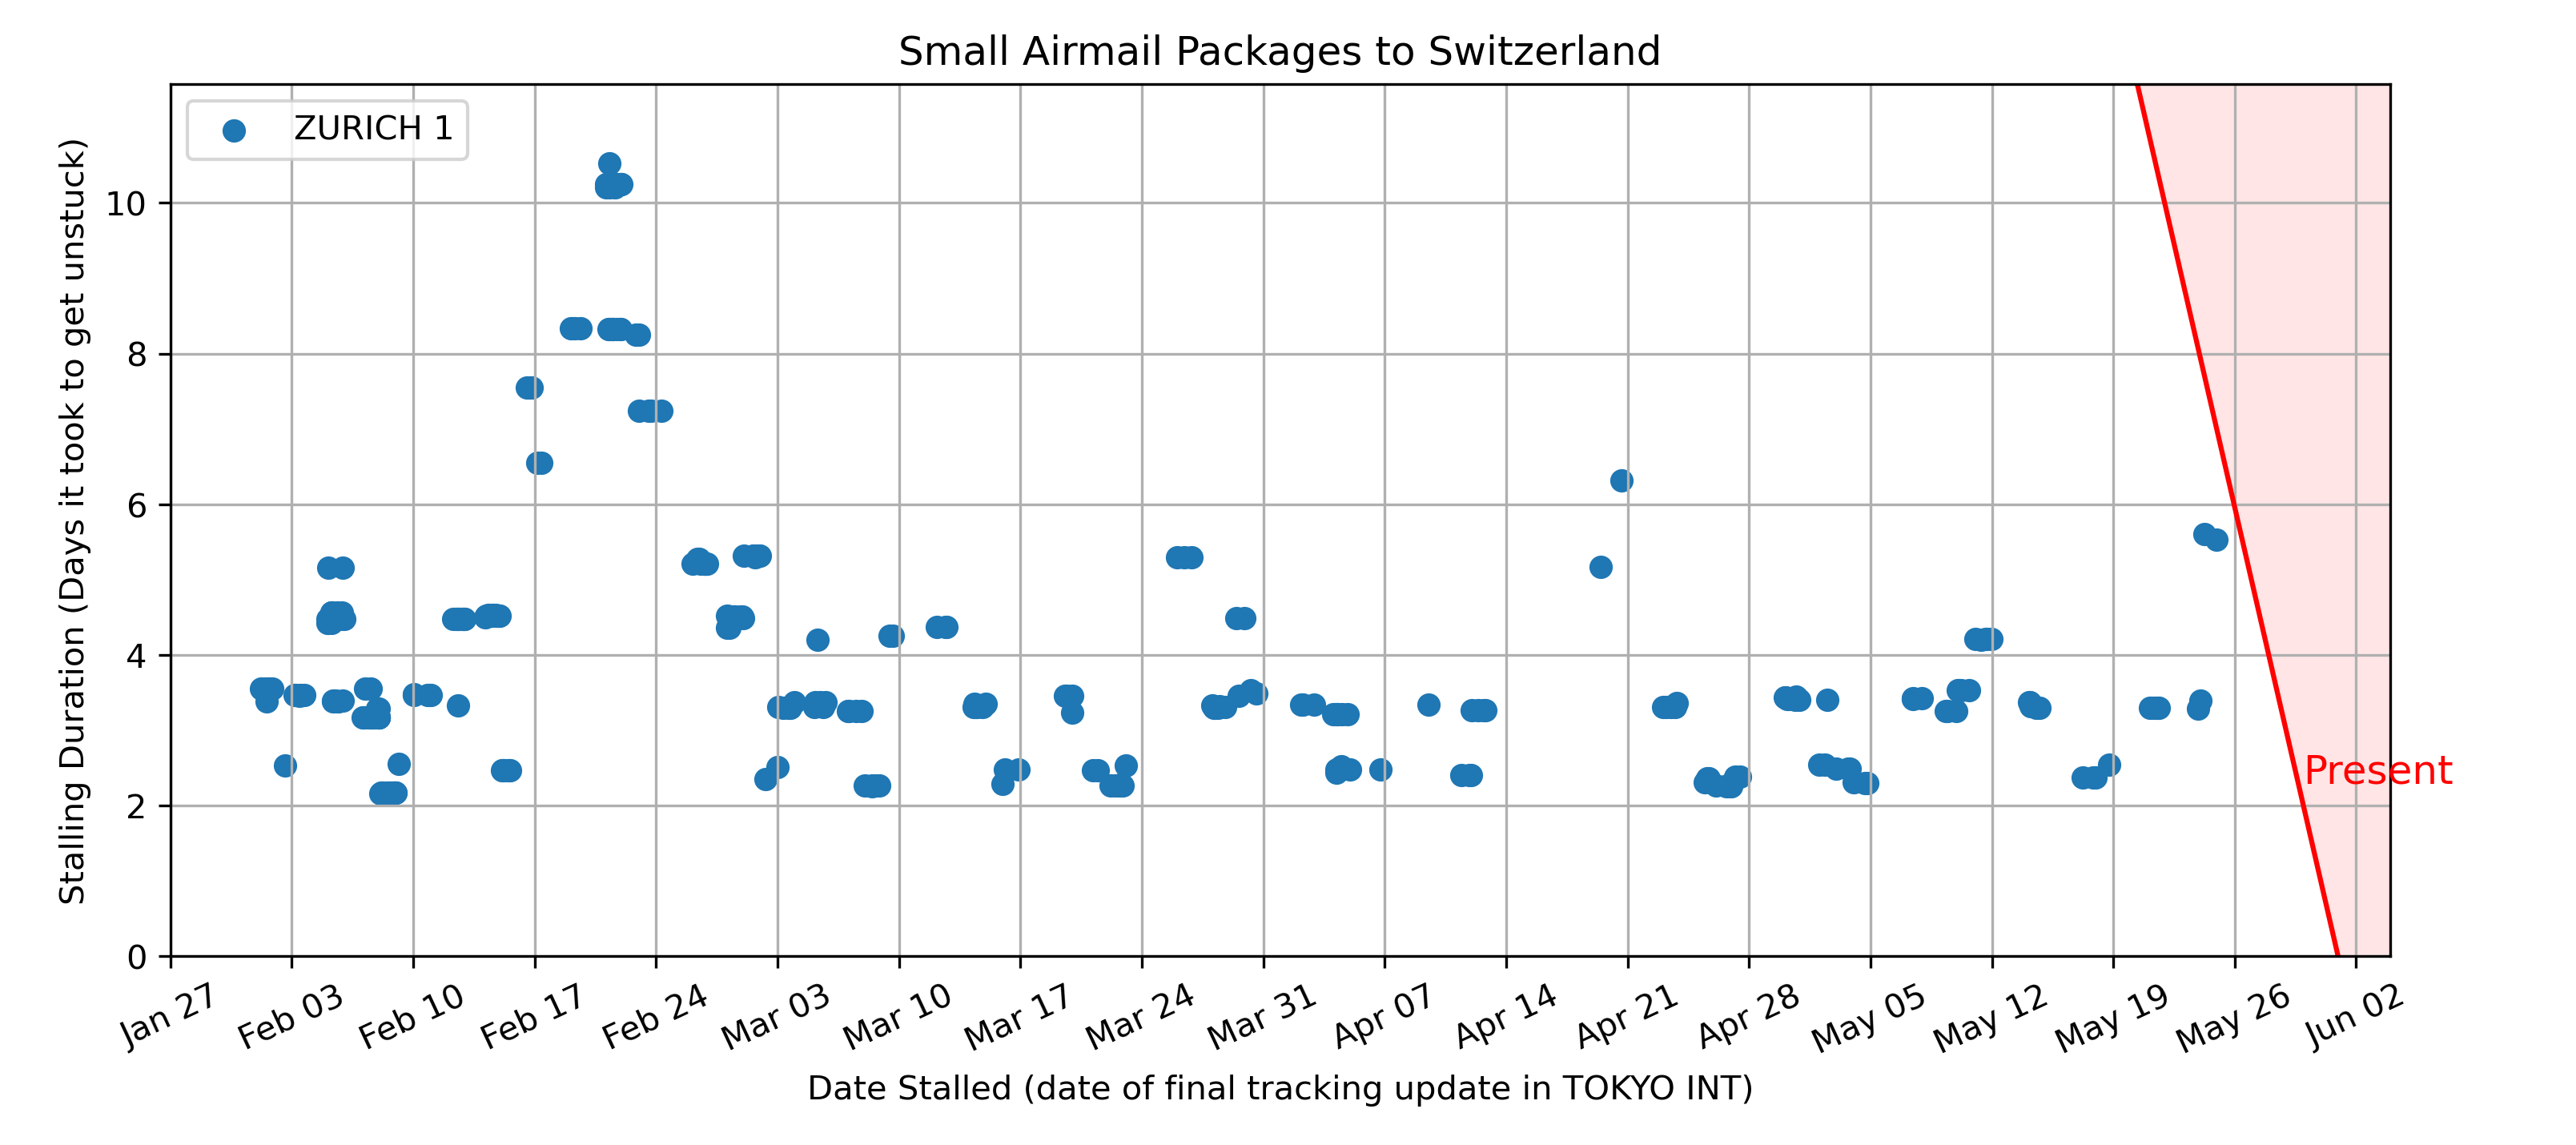 Small Airmail Packages to Switzerland
ZURICH 1
Stalling Duration (Days it took to get unstuck)
10
8
6
4
2
0
Present
Jan 27
Feb 03
Feb 10
Feb 17
Feb 24
Mar 03
Mar 10
Mar 17
Mar 24
Mar 31
Apr 07
Apr 14
Apr 21
Apr 28
May 05
May 12
May 19
May 26
Jun 02
Date Stalled (date of final tracking update in TOKYO INT)